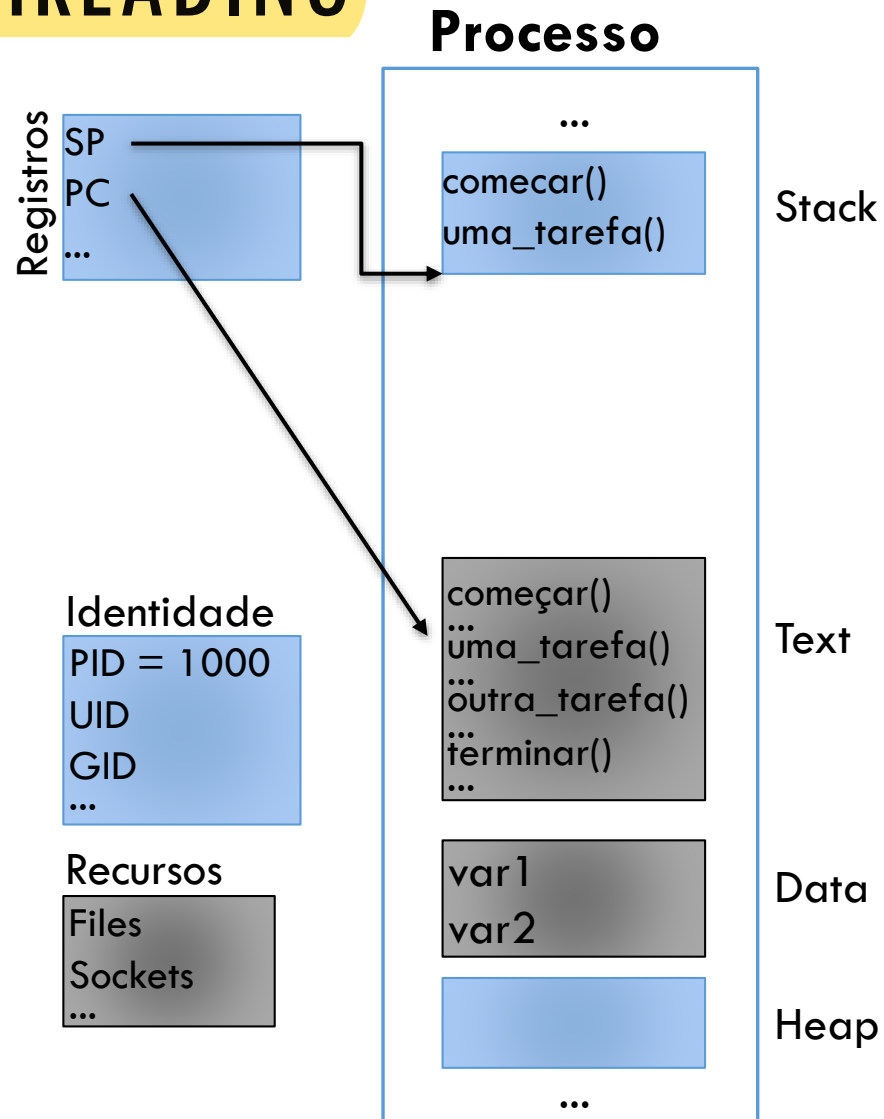 Processo
Registros
SP
PC
...
...
comecar()
uma_tarefa()
Stack
Identidade
PID = 1000
UID
GID
...
Recursos
Files
Sockets
...
começar()
...
uma_tarefa()
...
outra_tarefa()
...
terminar()
...
Text
var1
var2
Data
Heap
...